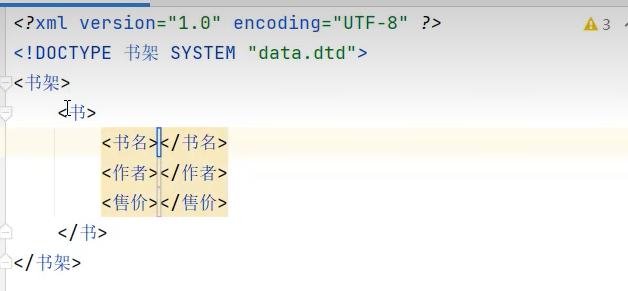 <?xml version="1.0" encoding="UTF-8" ?>
3
<!DOCTYPE 书架 SYSTEM "data.dtd">
<书架>
<书>
<书名></书名>
<作者></作者>
<售价></售价>
</书>
</书架>